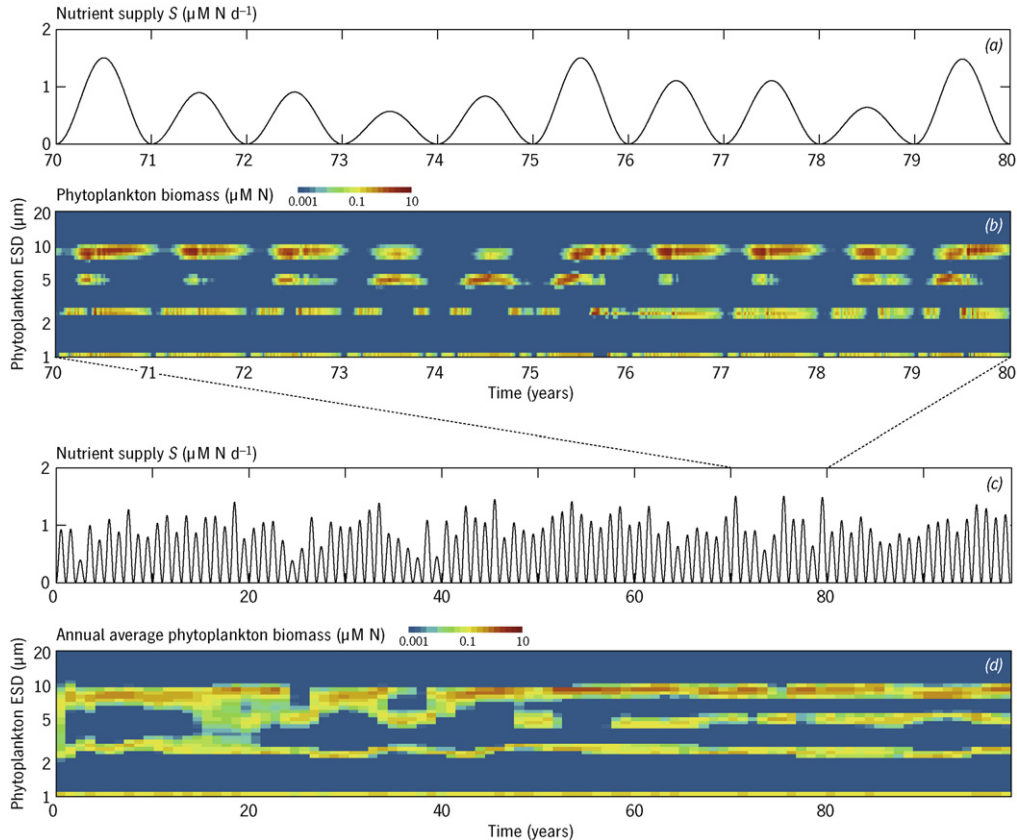 Nutrient supply S (µM N d⁻¹)
(a)
2
1
0
70 71 72 73 74 75 76 77 78 79 80
Phytoplankton biomass (µM N)
0.001 0.1 10
(b)
Phytoplankton ESD (µm)
20
10
5
2
1
70 71 72 73 74 75 76 77 78 79 80
Time (years)
Nutrient supply S (µM N d⁻¹)
(c)
2
1
0
0 20 40 60 80
Annual average phytoplankton biomass (µM N)
0.001 0.1 10
(d)
Phytoplankton ESD (µm)
20
10
5
2
1
0 20 40 60 80
Time (years)